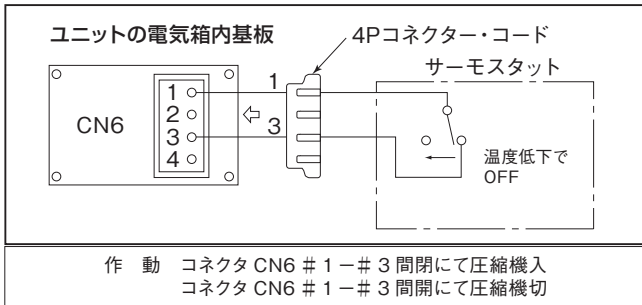 ユニットの電気箱内基板
4Pコネクター・コード
サーモスタット
CN6
1
2
3
4
1
3
温度低下で
OFF
作 動 コネクタ CN6 # 1 −# 3 間閉にて圧縮機入
コネクタ CN6 # 1 −# 3 間開にて圧縮機切